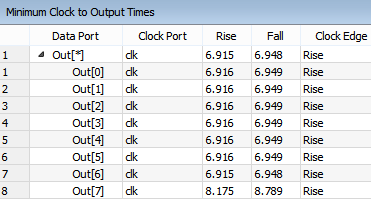 Minimum Clock to Output Times
Data Port Clock Port Rise Fall Clock Edge
1 Out[*] clk 6.915 6.948 Rise
1 Out[0] clk 6.916 6.949 Rise
2 Out[1] clk 6.916 6.949 Rise
3 Out[2] clk 6.916 6.949 Rise
4 Out[3] clk 6.916 6.949 Rise
5 Out[4] clk 6.916 6.949 Rise
6 Out[5] clk 6.916 6.949 Rise
7 Out[6] clk 6.915 6.948 Rise
8 Out[7] clk 8.175 8.789 Rise